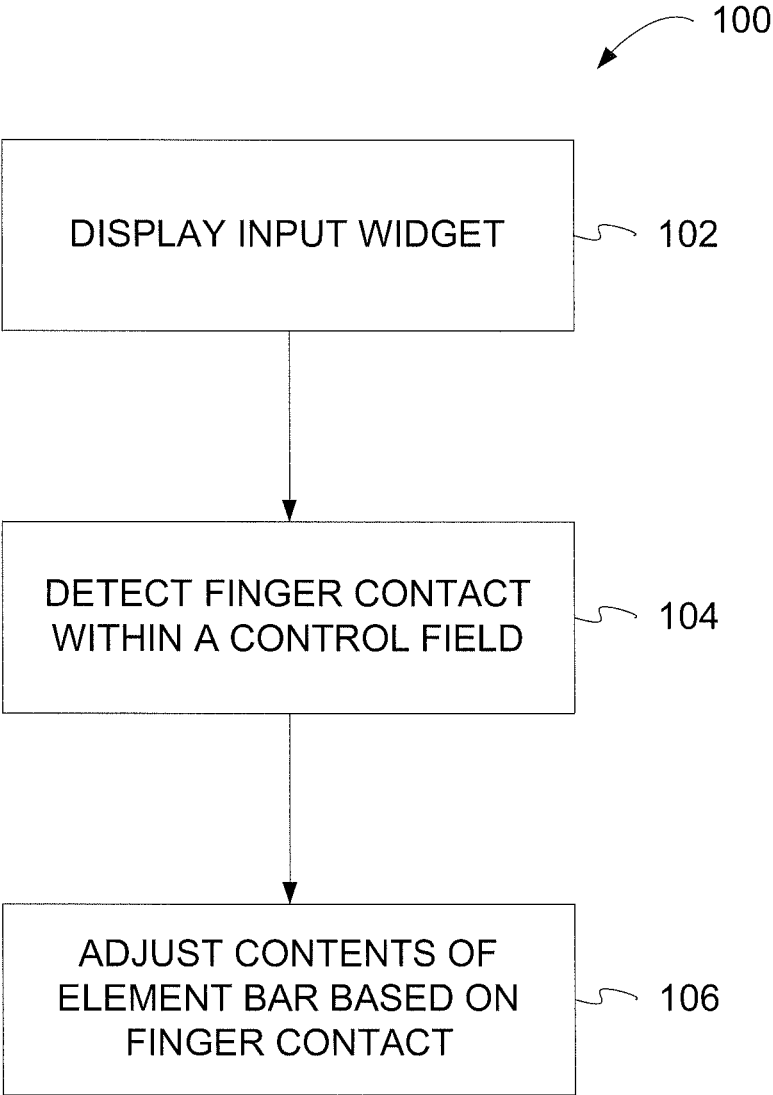 100
DISPLAY INPUT WIDGET
102
DETECT FINGER CONTACT
WITHIN A CONTROL FIELD
104
ADJUST CONTENTS OF
ELEMENT BAR BASED ON
FINGER CONTACT
106